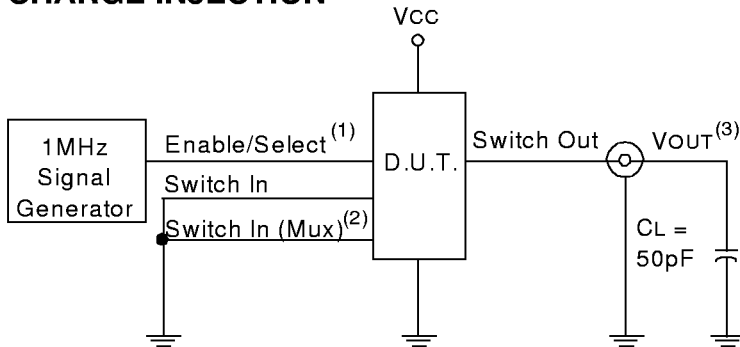 CHARGE INJECTION
VCC
1MHz
Signal
Generator
Enable/Select(1)
Switch In
Switch In (Mux)(2)
D.U.T.
Switch Out
VOUT(3)
CL =
50pF